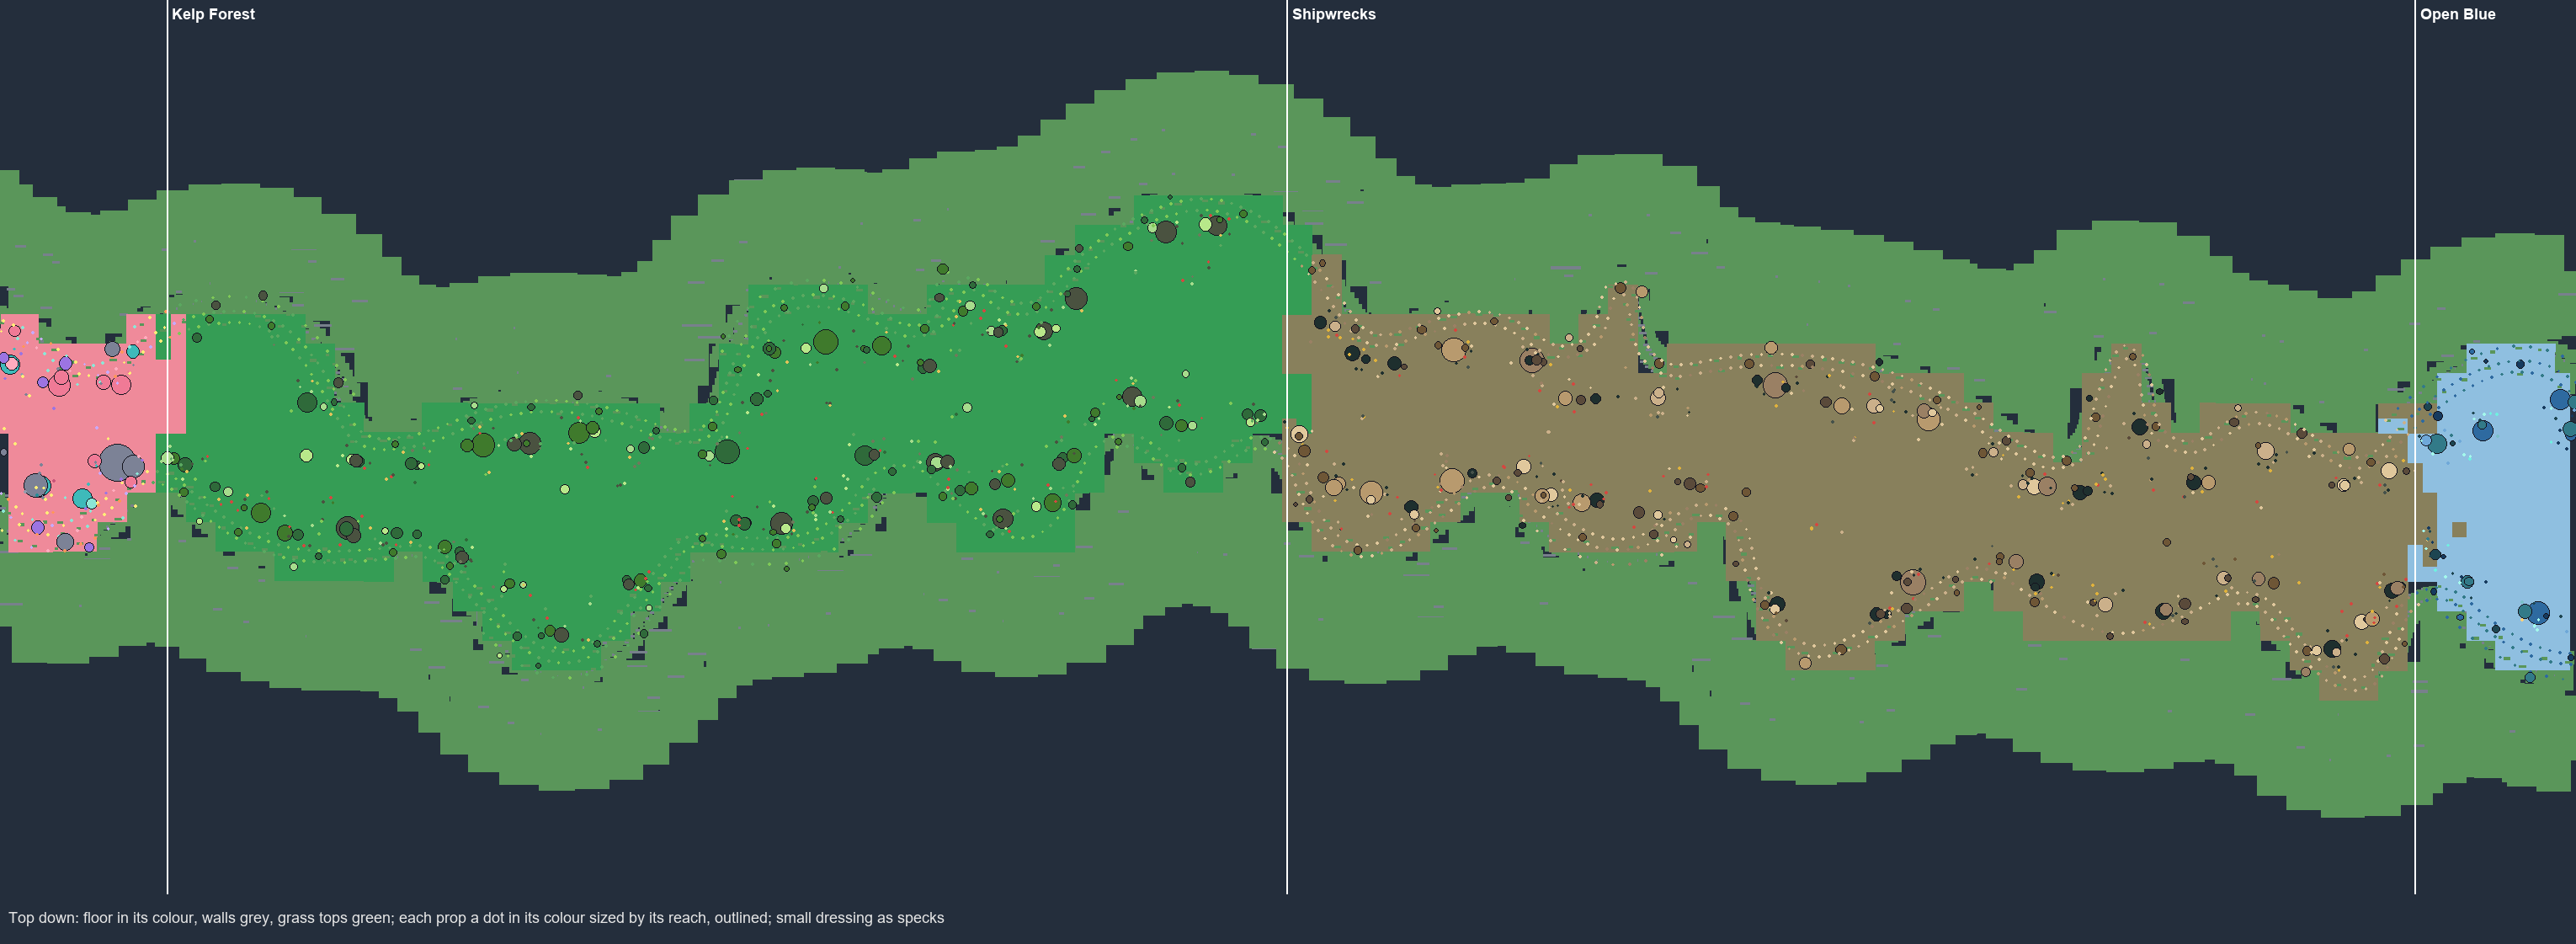 Kelp Forest
Shipwrecks
Open Blue
Top down: floor in its colour, walls grey, grass tops green; each prop a dot in its colour sized by its reach, outlined; small dressing as specks